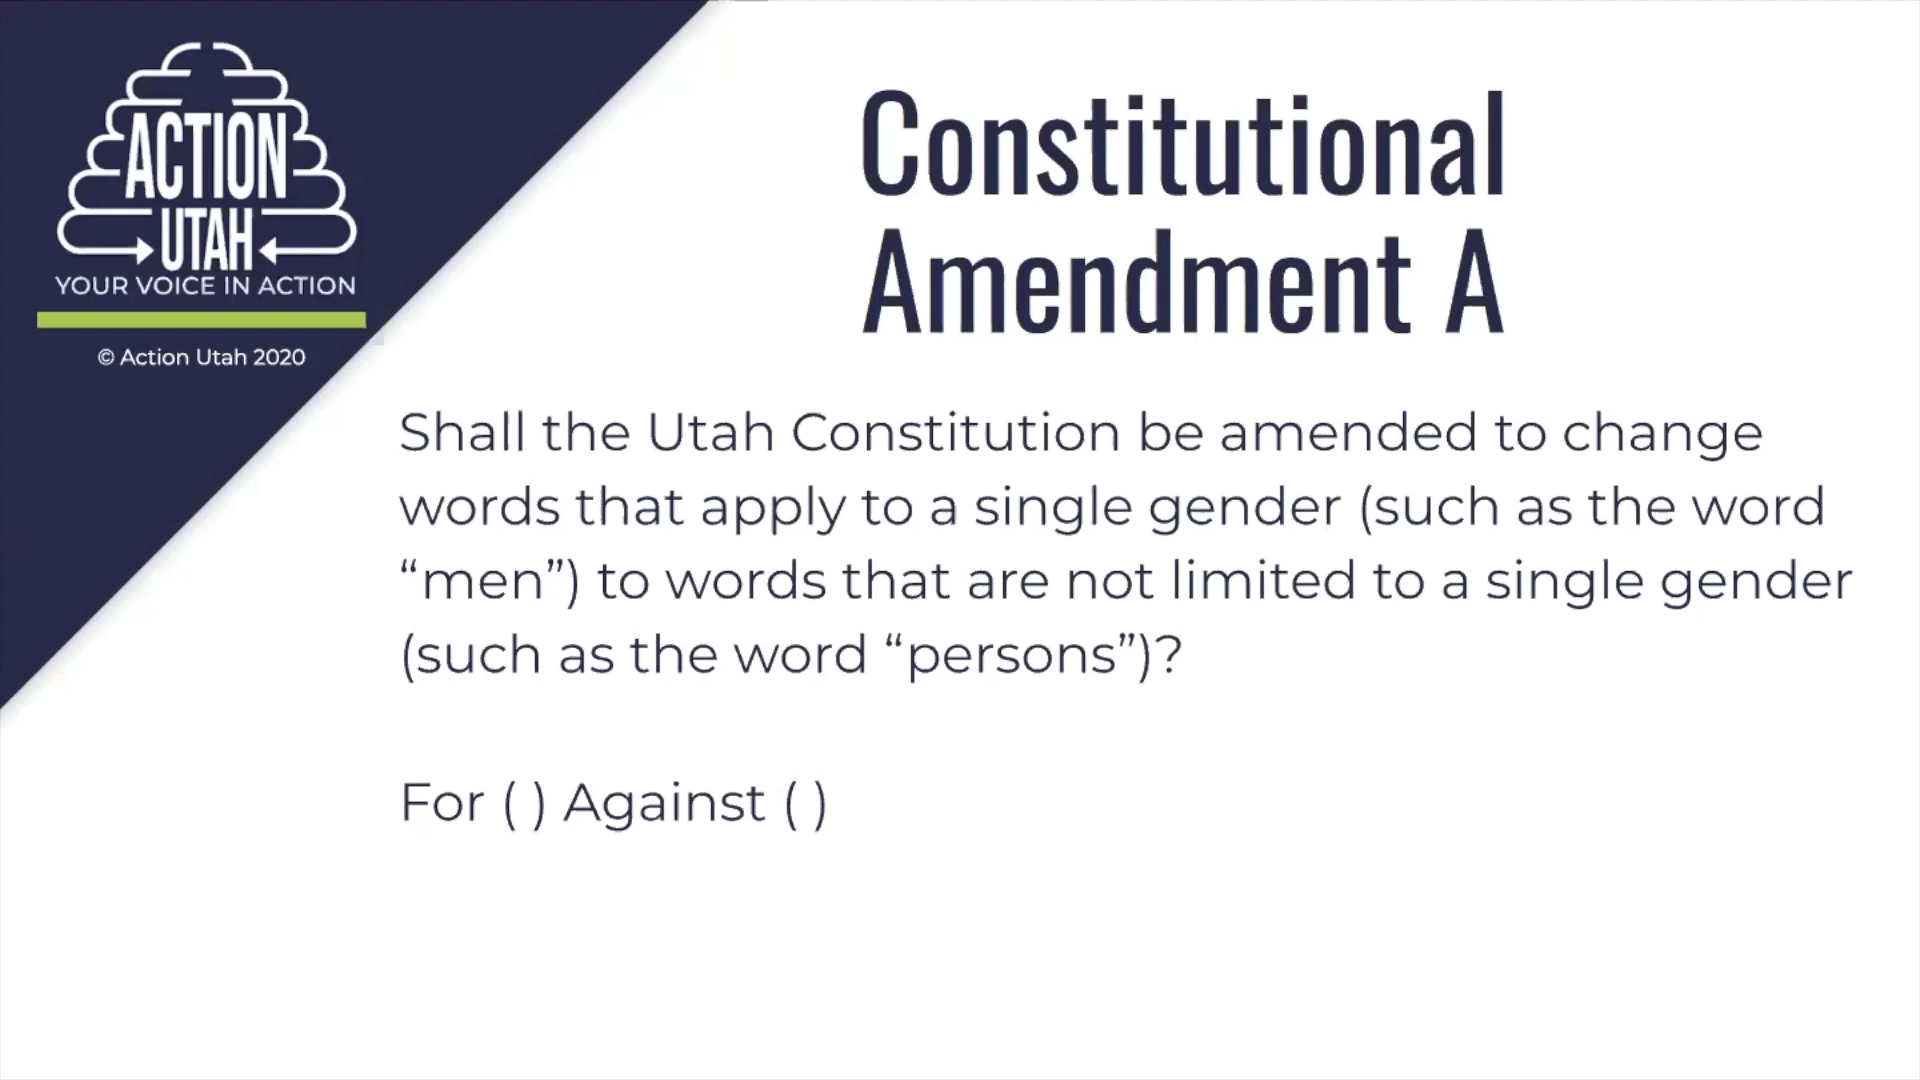 ACTION
UTAH
YOUR VOICE IN ACTION
© Action Utah 2020
Constitutional
Amendment A
Shall the Utah Constitution be amended to change
words that apply to a single gender (such as the word
“men”) to words that are not limited to a single gender
(such as the word “persons”)?
For ( ) Against ( )